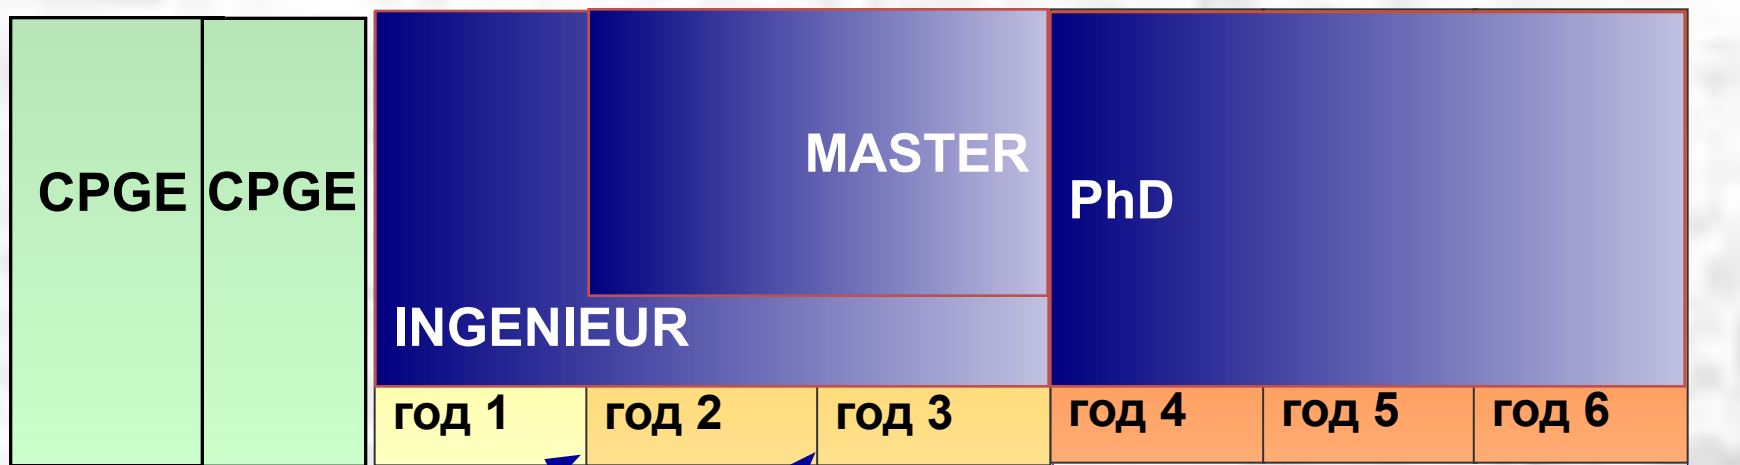 CPGE CPGE
MASTER
PhD
INGENIEUR
год 1 год 2 год 3 год 4 год 5 год 6